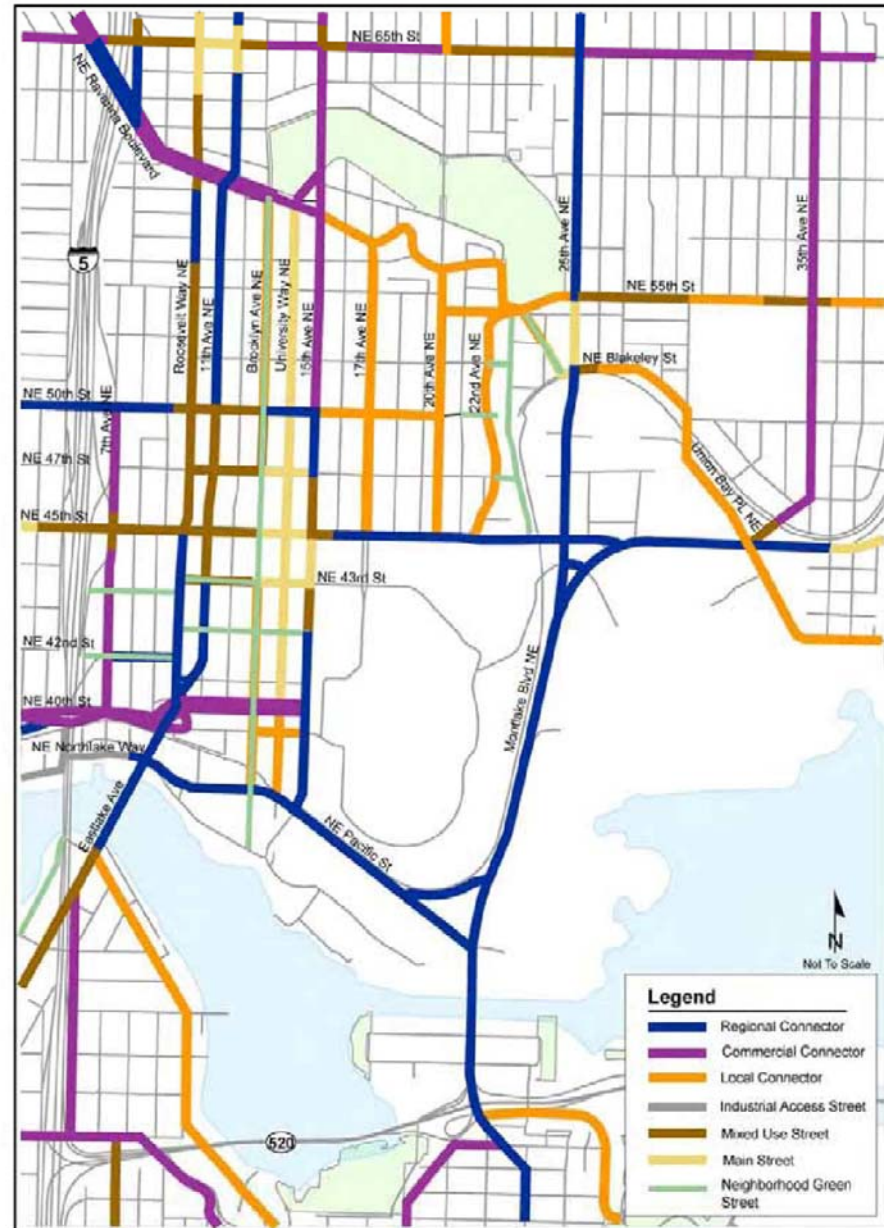 NE 65th St
NE Ravenna Boulevard
5
Roosevelt Way NE
11th Ave NE
Brooklyn Ave NE
University Way NE
15th Ave NE
17th Ave NE
20th Ave NE
22nd Ave NE
25th Ave NE
35th Ave NE
NE 55th St
NE Blakeley St
NE 50th St
7th Ave NE
NE 47th St
Union Bay PL NE
NE 45th St
NE 43rd St
NE 42nd St
Montlake Blvd NE
NE 40th St
NE Northlake Way
Eastlake Ave
NE Pacific St
N
Not To Scale
520
Legend
Regional Connector
Commercial Connector
Local Connector
Industrial Access Street
Mixed Use Street
Main Street
Neighborhood Green
Street